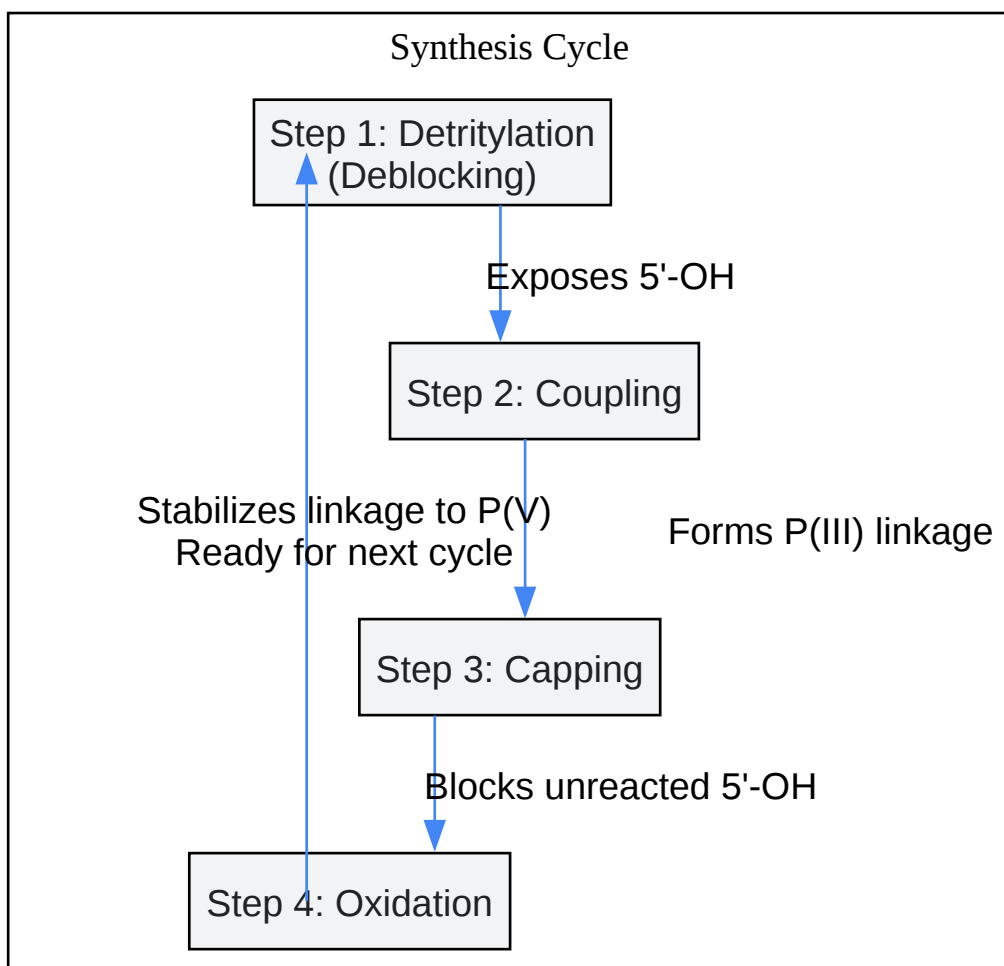 Synthesis Cycle
Step 1: Detritylation
(Deblocking)
Exposes 5'-OH
Step 2: Coupling
Stabilizes linkage to P(V)
Ready for next cycle
Forms P(III) linkage
Step 3: Capping
Blocks unreacted 5'-OH
Step 4: Oxidation